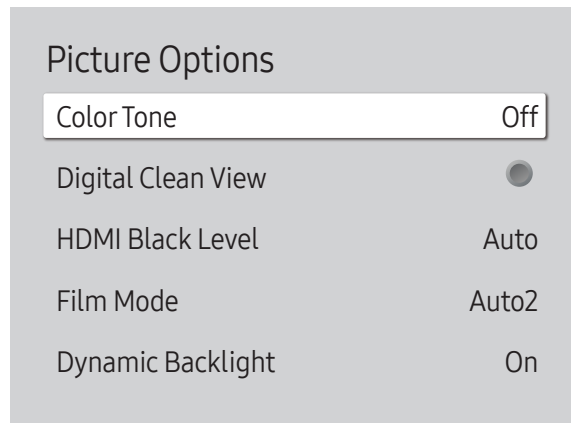 Picture Options
Color Tone Off
Digital Clean View
HDMI Black Level Auto
Film Mode Auto2
Dynamic Backlight On